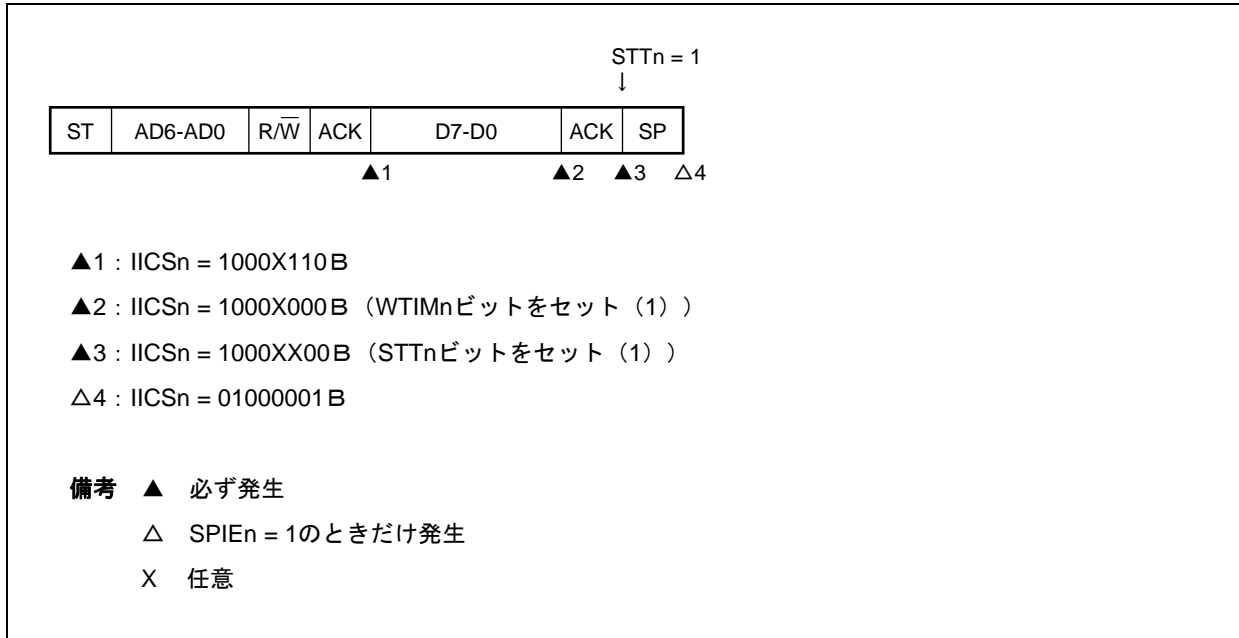 STTn = 1
↓
ST AD6-AD0 R/W̅ ACK D7-D0 ACK SP
▲1 ▲2 ▲3 △4
▲1：IICSn = 1000X110B
▲2：IICSn = 1000X000B（WTIMnビットをセット（1））
▲3：IICSn = 1000XX00B（STTnビットをセット（1））
△4：IICSn = 01000001B
備考 ▲ 必ず発生
△ SPIEn = 1のときだけ発生
X 任意